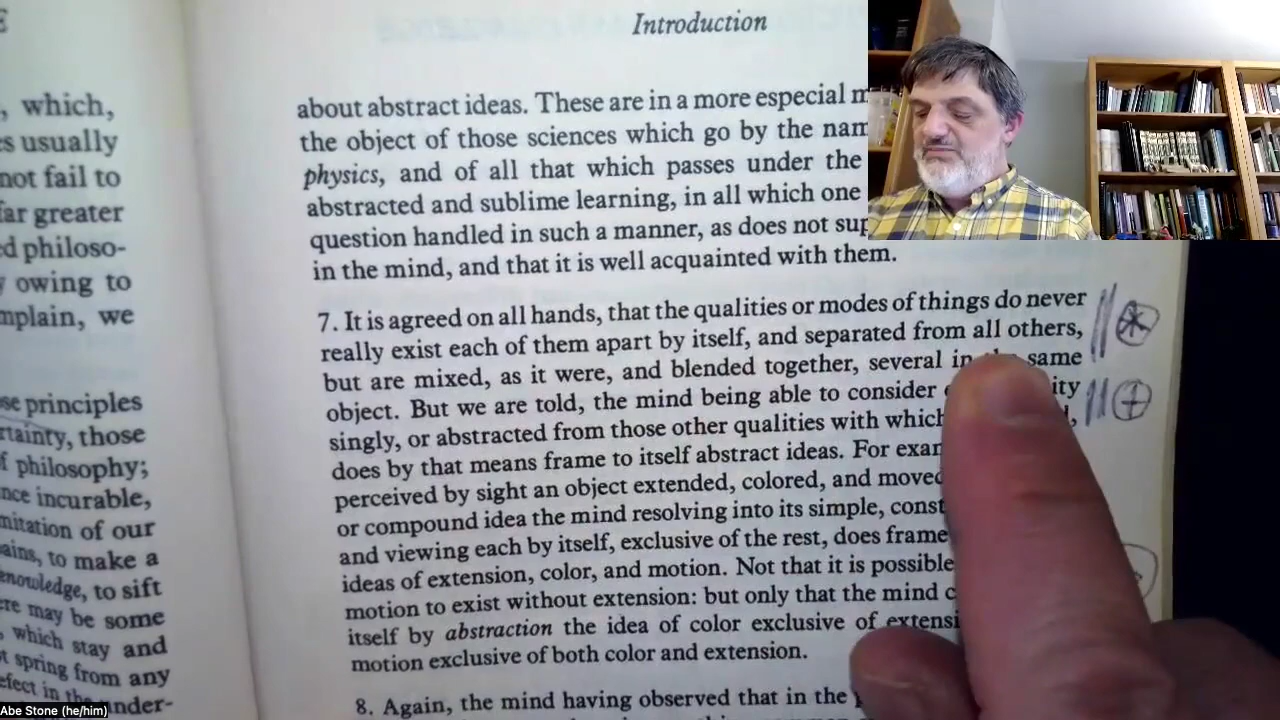 Introduction
, which,
s usually
not fail to
far greater
d philoso-
owing to
mplain, we
se principles
rtainty, those
f philosophy;
nce incurable,
mitation of our
ains, to make a
knowledge, to sift
ere may be some
, which stay and
t spring from any
efect in the under-
about abstract ideas. These are in a more especial m
the object of those sciences which go by the nam
physics, and of all that which passes under the
abstracted and sublime learning, in all which one
question handled in such a manner, as does not sup
in the mind, and that it is well acquainted with them.
7. It is agreed on all hands, that the qualities or modes of things do never
really exist each of them apart by itself, and separated from all others,
but are mixed, as it were, and blended together, several in the same
object. But we are told, the mind being able to consider ity
singly, or abstracted from those other qualities with which
does by that means frame to itself abstract ideas. For exam
perceived by sight an object extended, colored, and moved
or compound idea the mind resolving into its simple, const
and viewing each by itself, exclusive of the rest, does frame
ideas of extension, color, and motion. Not that it is possible
motion to exist without extension: but only that the mind c
itself by abstraction the idea of color exclusive of extensi
motion exclusive of both color and extension.
8. Again, the mind having observed that in the
Abe Stone (he/him)